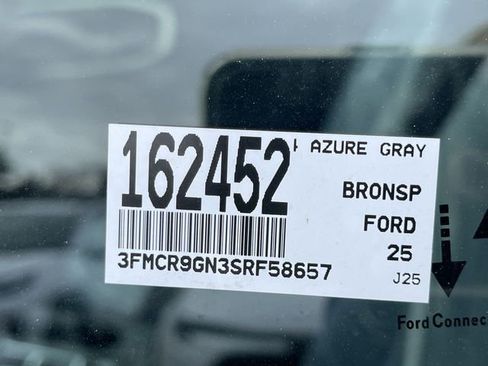 162452
AZURE GRAY
BRONSP
FORD
25
3FMCR9GN3SRF58657
J25
Ford Connec